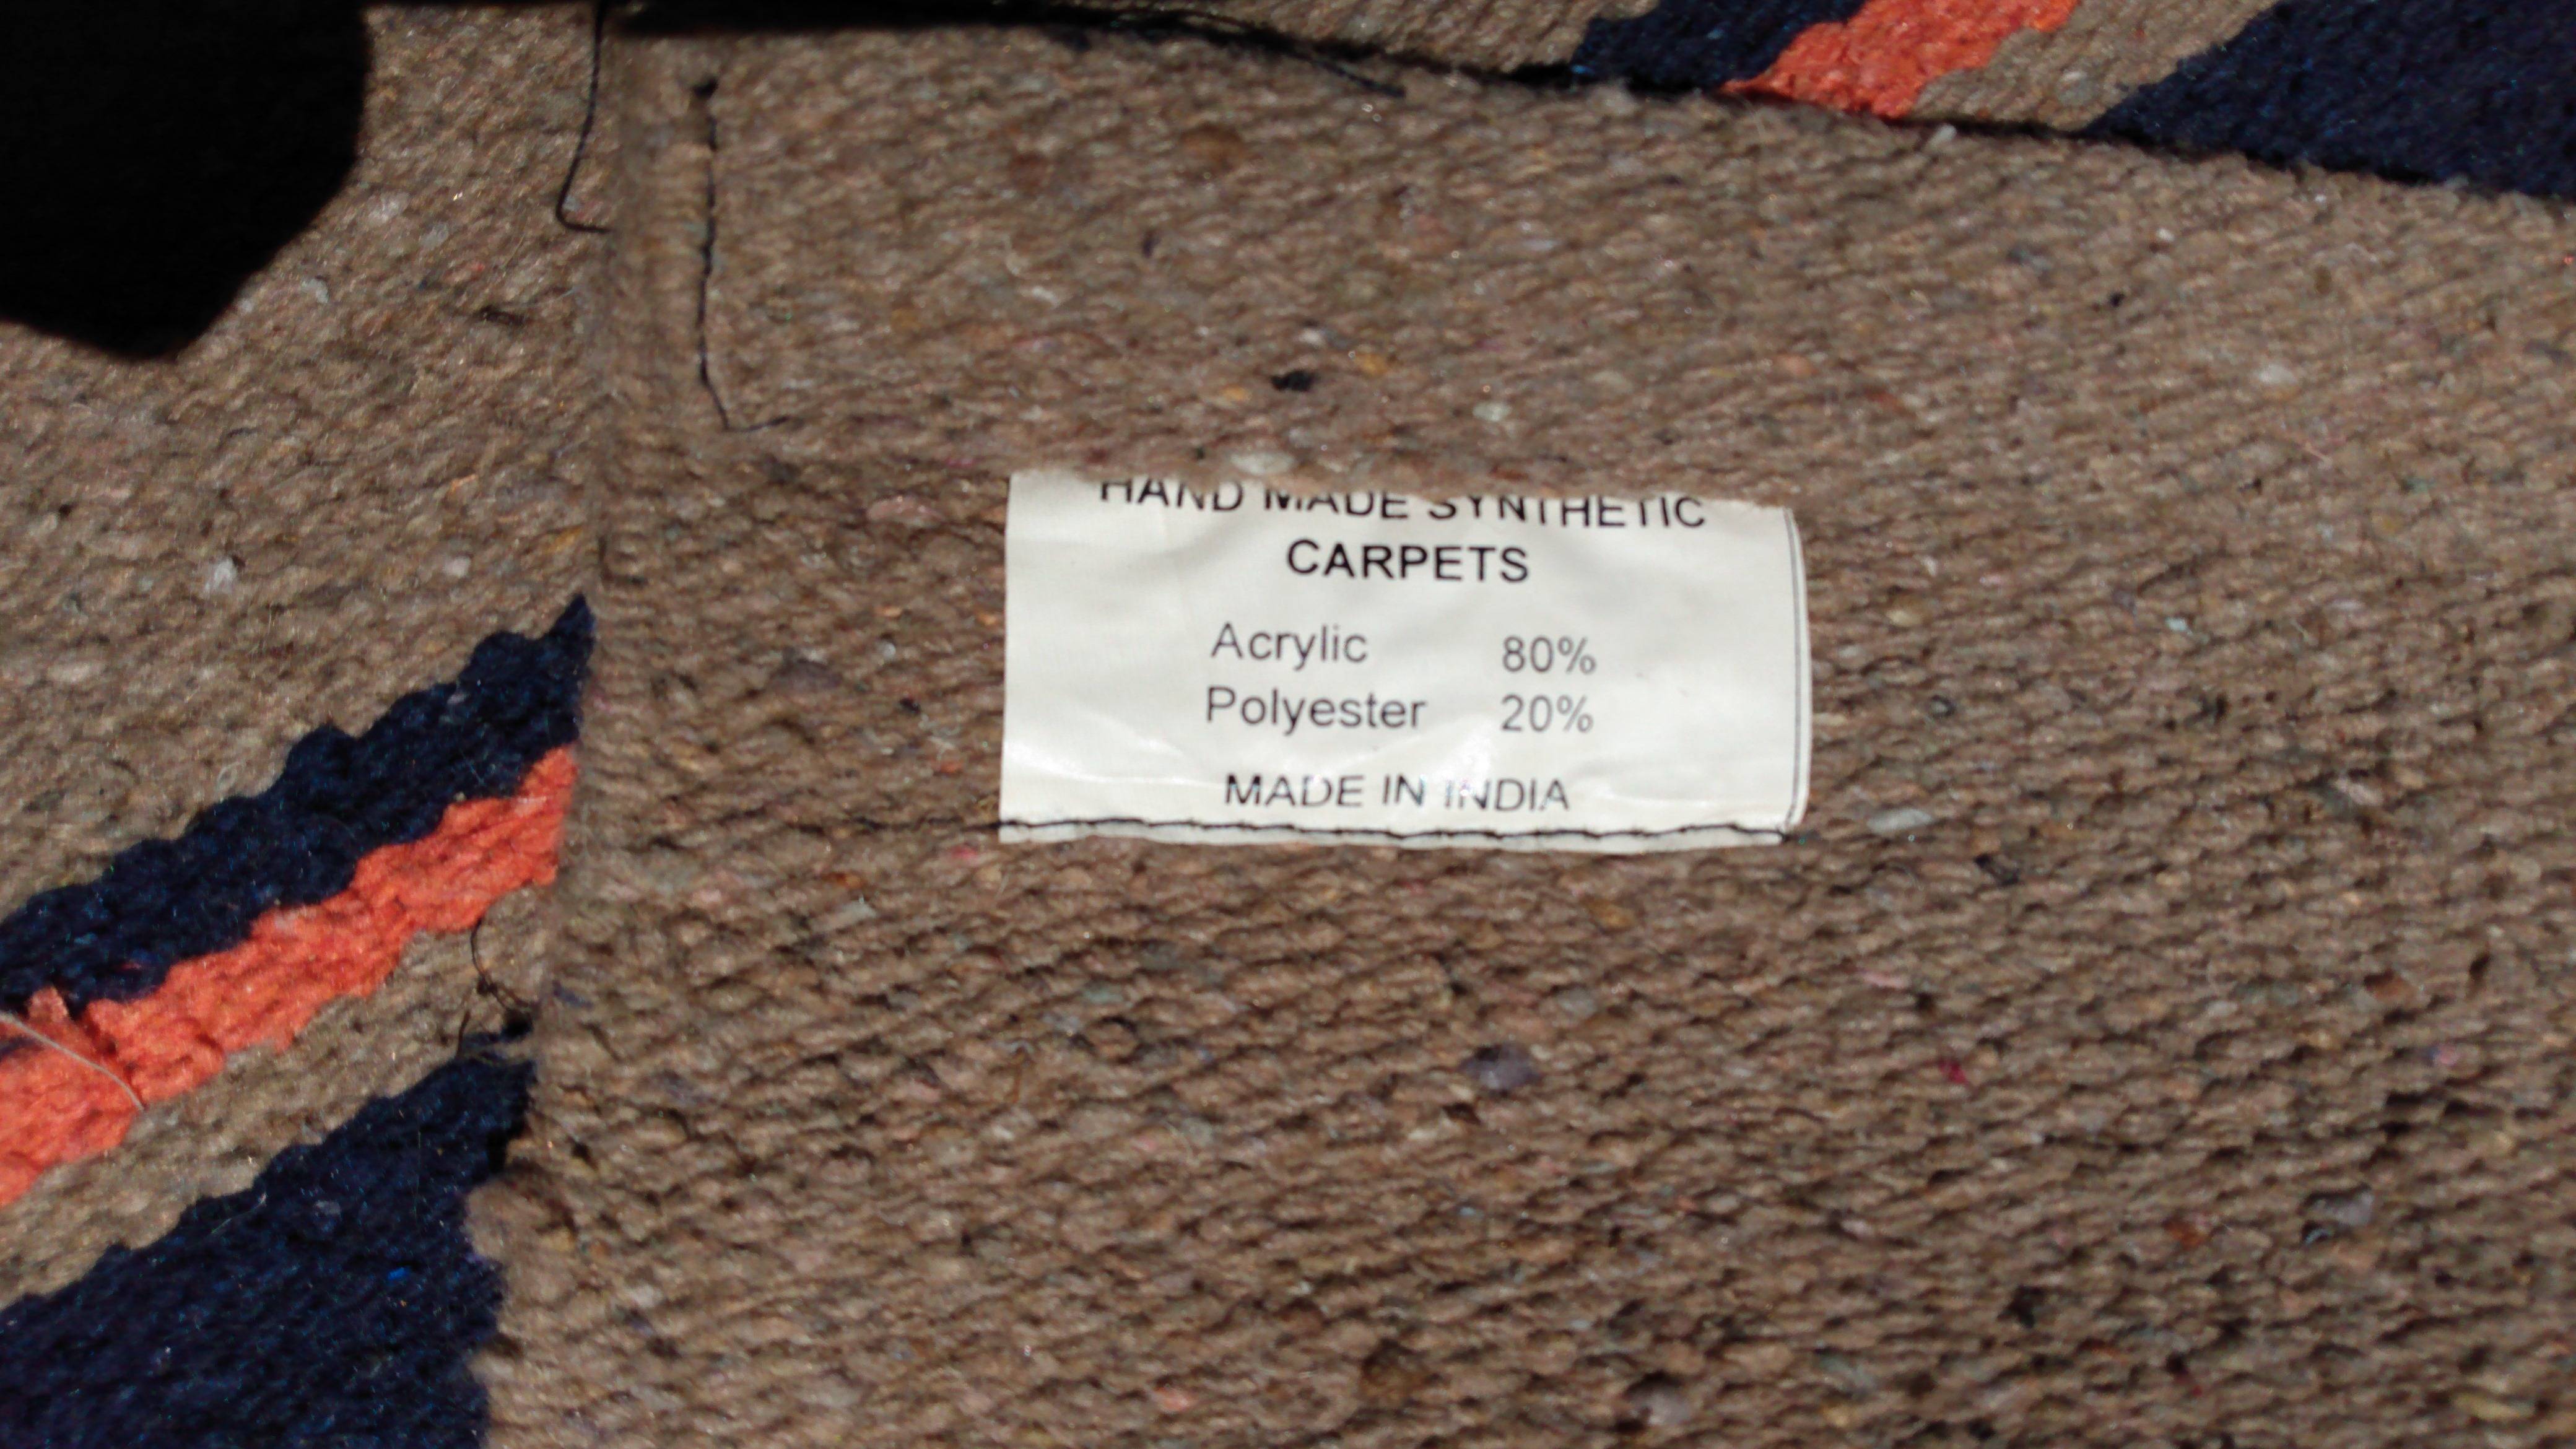 HAND MADE SYNTHETIC
CARPETS
Acrylic 80%
Polyester 20%
MADE IN INDIA